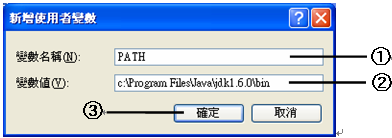 新增使用者變數
變數名稱(N): PATH ①
變數值(V): c:\Program Files\Java\jdk1.6.0\bin ②
③ 確定 取消